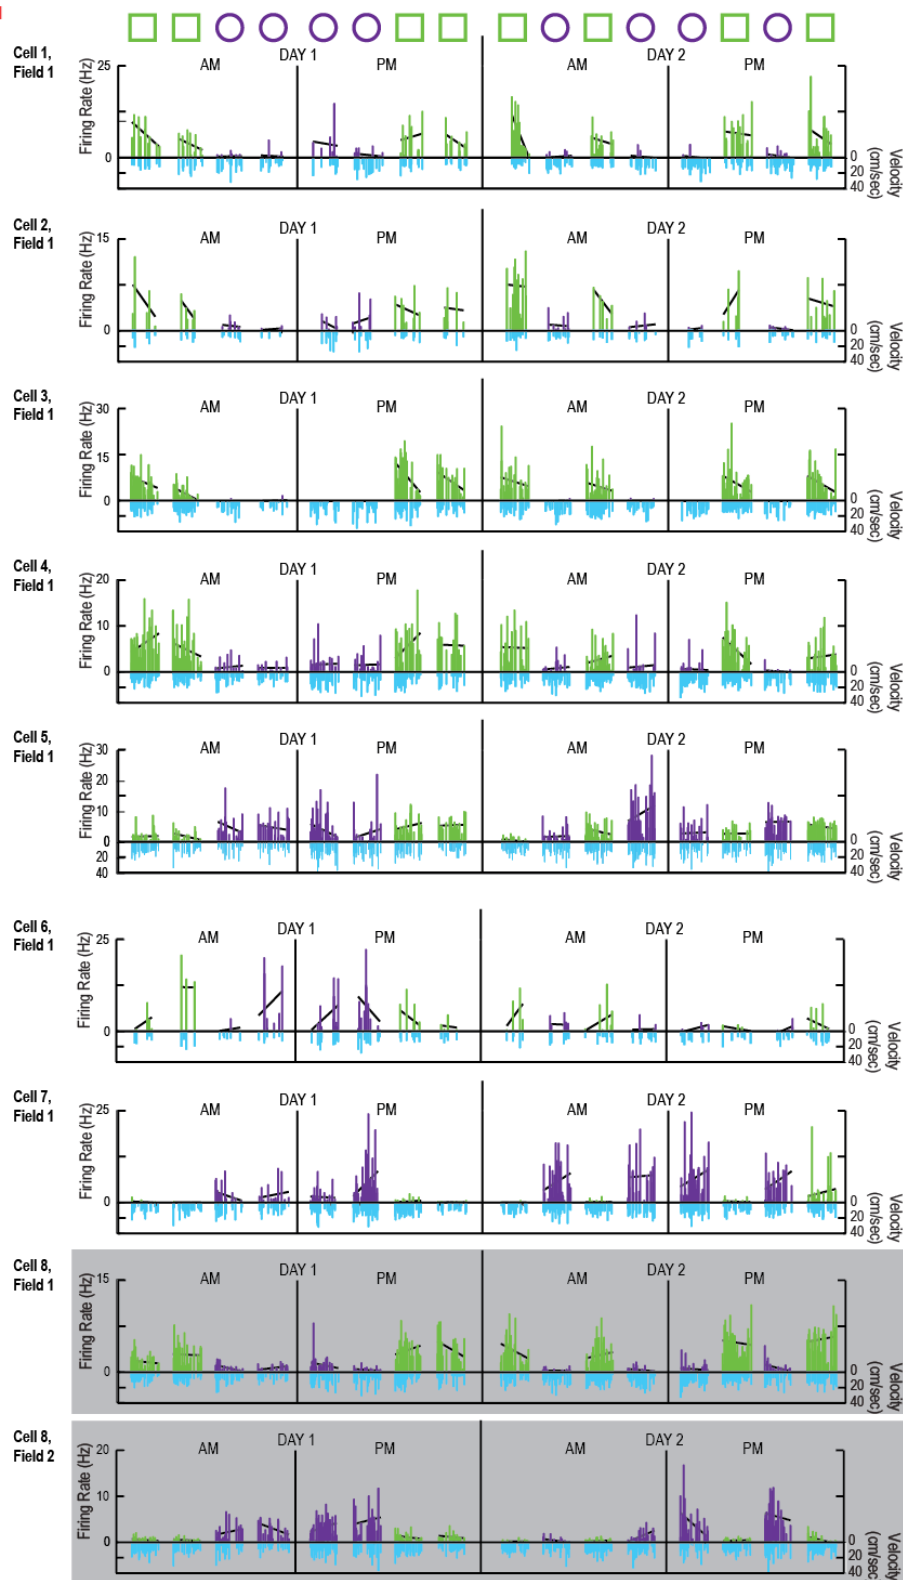 Cell 1,
Field 1
DAY 1
DAY 2
AM
PM
AM
PM
Firing Rate (Hz)
25
0
0
20
40
Velocity
(cm/sec)
Cell 2,
Field 1
DAY 1
DAY 2
AM
PM
AM
PM
Firing Rate (Hz)
15
0
0
20
40
Velocity
(cm/sec)
Cell 3,
Field 1
DAY 1
DAY 2
AM
PM
AM
PM
Firing Rate (Hz)
30
15
0
0
20
40
Velocity
(cm/sec)
Cell 4,
Field 1
DAY 1
DAY 2
AM
PM
AM
PM
Firing Rate (Hz)
20
10
0
0
20
40
Velocity
(cm/sec)
Cell 5,
Field 1
DAY 1
DAY 2
AM
PM
AM
PM
Firing Rate (Hz)
30
20
10
0
20
40
0
20
40
Velocity
(cm/sec)
Cell 6,
Field 1
DAY 1
DAY 2
AM
PM
AM
PM
Firing Rate (Hz)
25
0
0
20
40
Velocity
(cm/sec)
Cell 7,
Field 1
DAY 1
DAY 2
AM
PM
AM
PM
Firing Rate (Hz)
25
0
0
20
40
Velocity
(cm/sec)
Cell 8,
Field 1
DAY 1
DAY 2
AM
PM
AM
PM
Firing Rate (Hz)
15
0
0
20
40
Velocity
(cm/sec)
Cell 8,
Field 2
DAY 1
DAY 2
AM
PM
AM
PM
Firing Rate (Hz)
20
10
0
0
20
40
Velocity
(cm/sec)